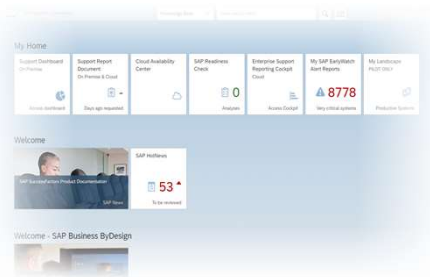 My Home
Support Dashboard
On Premise
Access dashboard
Support Report
Document
On Premise & Cloud
Days ago requested
Cloud Availability
Center
SAP Readiness
Check
0
Analyses
Enterprise Support
Reporting Cockpit
Cloud
Access Cockpit
My SAP EarlyWatch
Alert Reports
8778
Very critical systems
My Landscape
PILOT ONLY
Production Systems
Welcome
SAP SuccessFactors Product Documentation
SAP News
SAP HotNews
53
To be reviewed
Welcome - SAP Business ByDesign